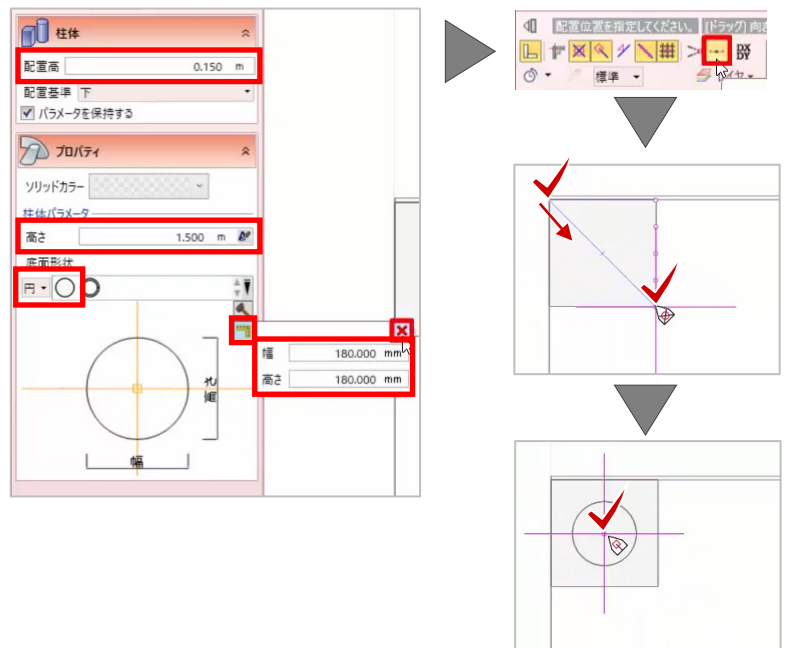 柱体
配置高 0.150 m
配置基準 下
パラメータを保持する
プロパティ
ソリッドカラー
柱体パラメータ
高さ 1.500 m
底面形状
円
高幅
幅
幅 180.000 mm
高さ 180.000 mm
配置位置を指定してください。 [ドラッグ] 向き
標準